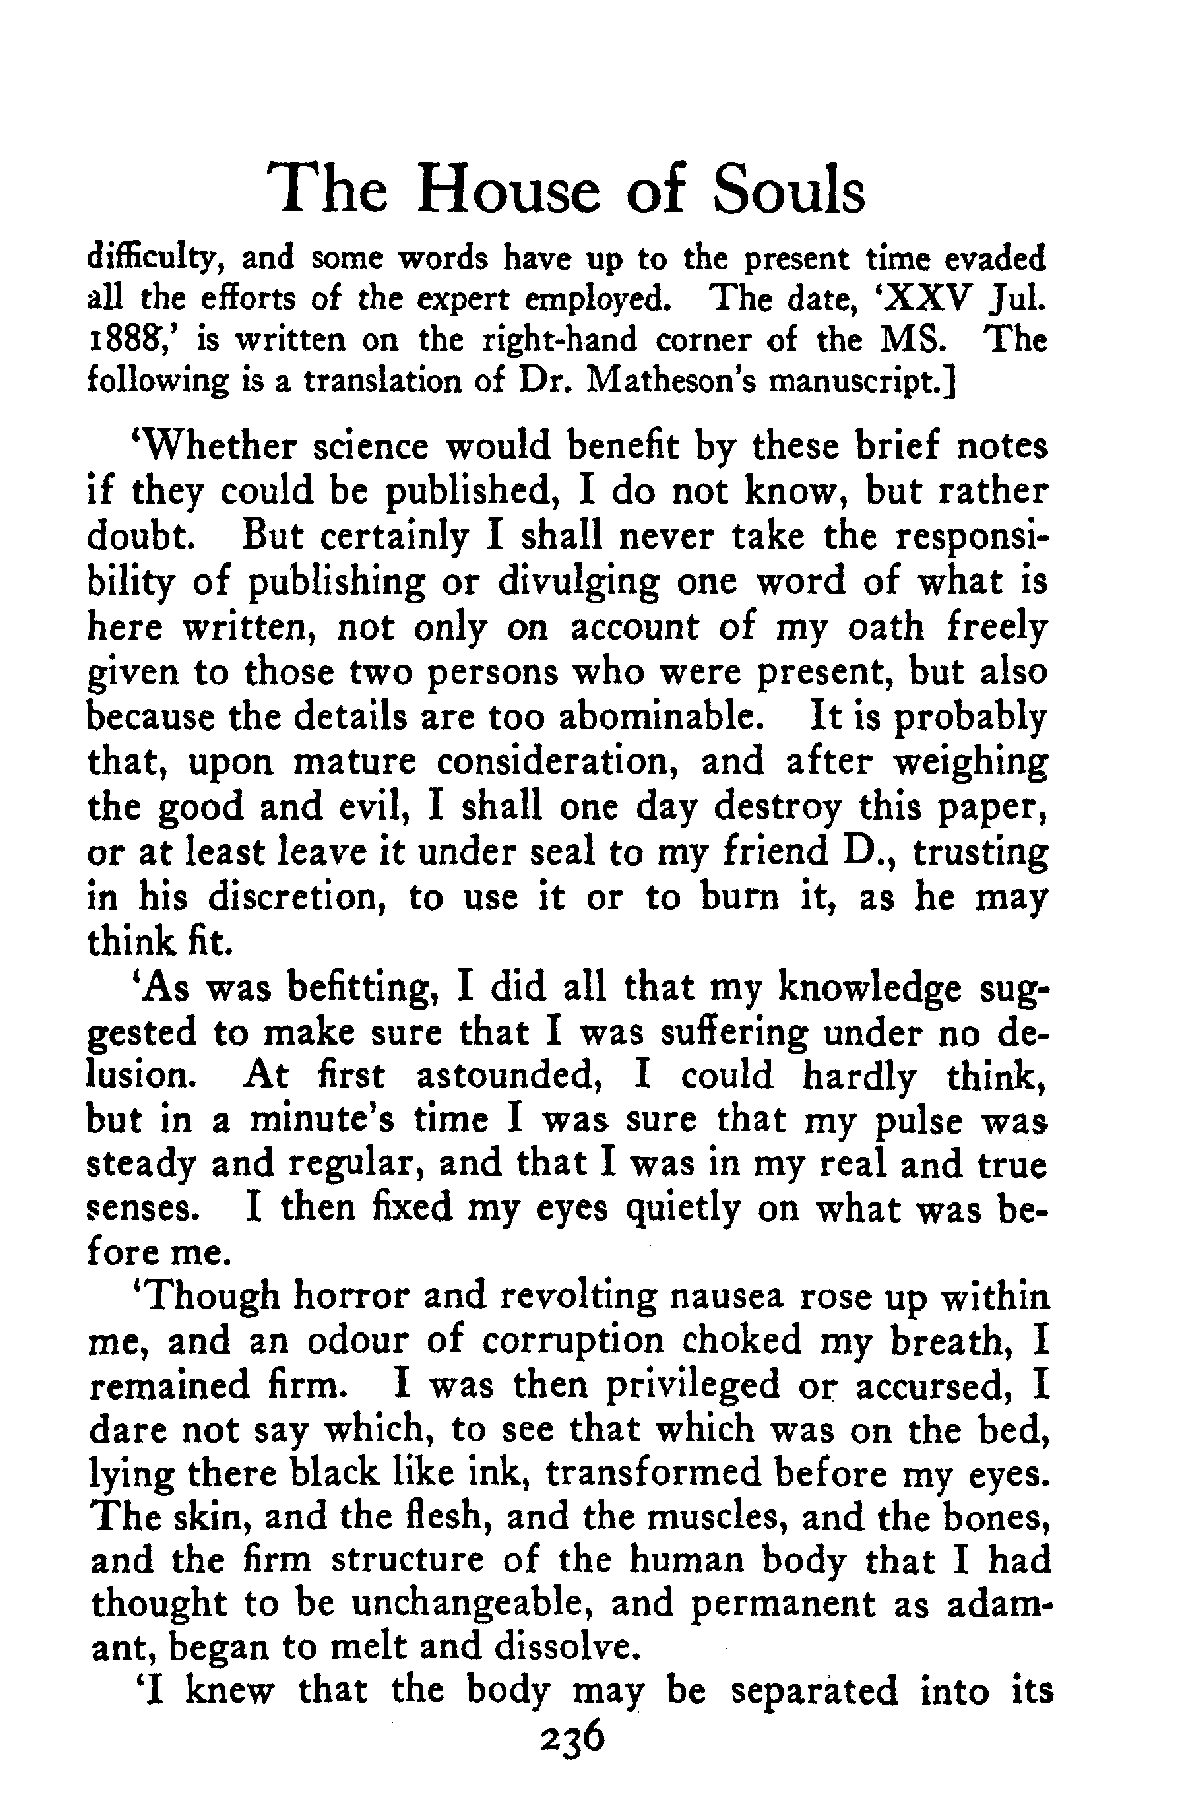 The House of Souls
difficulty, and some words have up to the present time evaded
all the efforts of the expert employed. The date, ‘XXV Jul.
1888,’ is written on the right-hand corner of the MS. The
following is a translation of Dr. Matheson's manuscript.]
‘Whether science would benefit by these brief notes
if they could be published, I do not know, but rather
doubt. But certainly I shall never take the responsi-
bility of publishing or divulging one word of what is
here written, not only on account of my oath freely
given to those two persons who were present, but also
because the details are too abominable. It is probably
that, upon mature consideration, and after weighing
the good and evil, I shall one day destroy this paper,
or at least leave it under seal to my friend D., trusting
in his discretion, to use it or to burn it, as he may
think fit.
‘As was befitting, I did all that my knowledge sug-
gested to make sure that I was suffering under no de-
lusion. At first astounded, I could hardly think,
but in a minute's time I was sure that my pulse was
steady and regular, and that I was in my real and true
senses. I then fixed my eyes quietly on what was be-
fore me.
‘Though horror and revolting nausea rose up within
me, and an odour of corruption choked my breath, I
remained firm. I was then privileged or accursed, I
dare not say which, to see that which was on the bed,
lying there black like ink, transformed before my eyes.
The skin, and the flesh, and the muscles, and the bones,
and the firm structure of the human body that I had
thought to be unchangeable, and permanent as adam-
ant, began to melt and dissolve.
‘I knew that the body may be separated into its
236